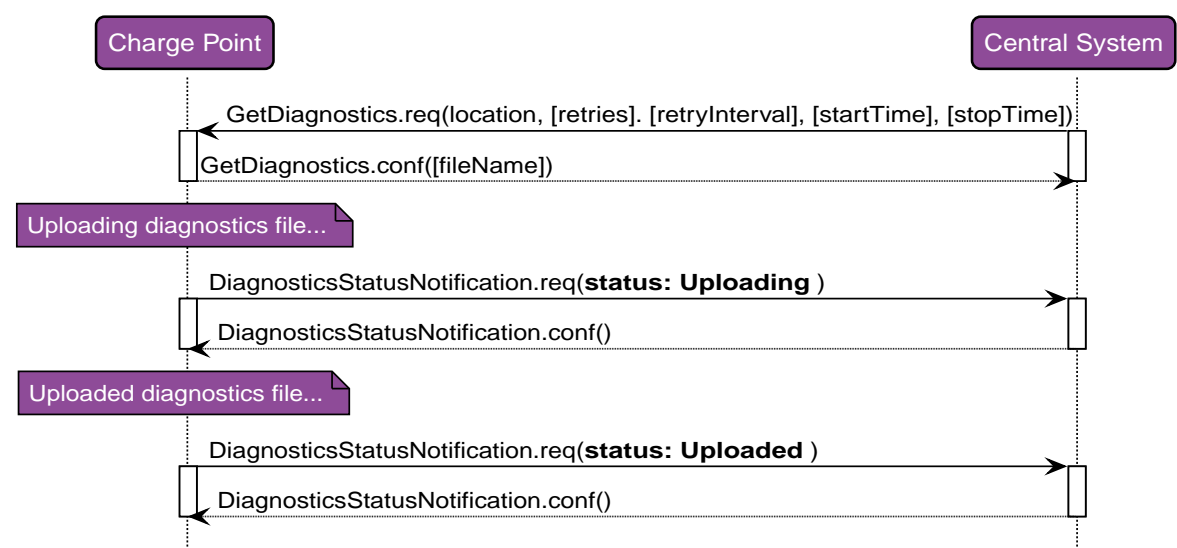 Charge Point
Central System
GetDiagnostics.req(location, [retries]. [retryInterval], [startTime], [stopTime])
GetDiagnostics.conf([fileName])
Uploading diagnostics file...
DiagnosticsStatusNotification.req(status: Uploading )
DiagnosticsStatusNotification.conf()
Uploaded diagnostics file...
DiagnosticsStatusNotification.req(status: Uploaded )
DiagnosticsStatusNotification.conf()